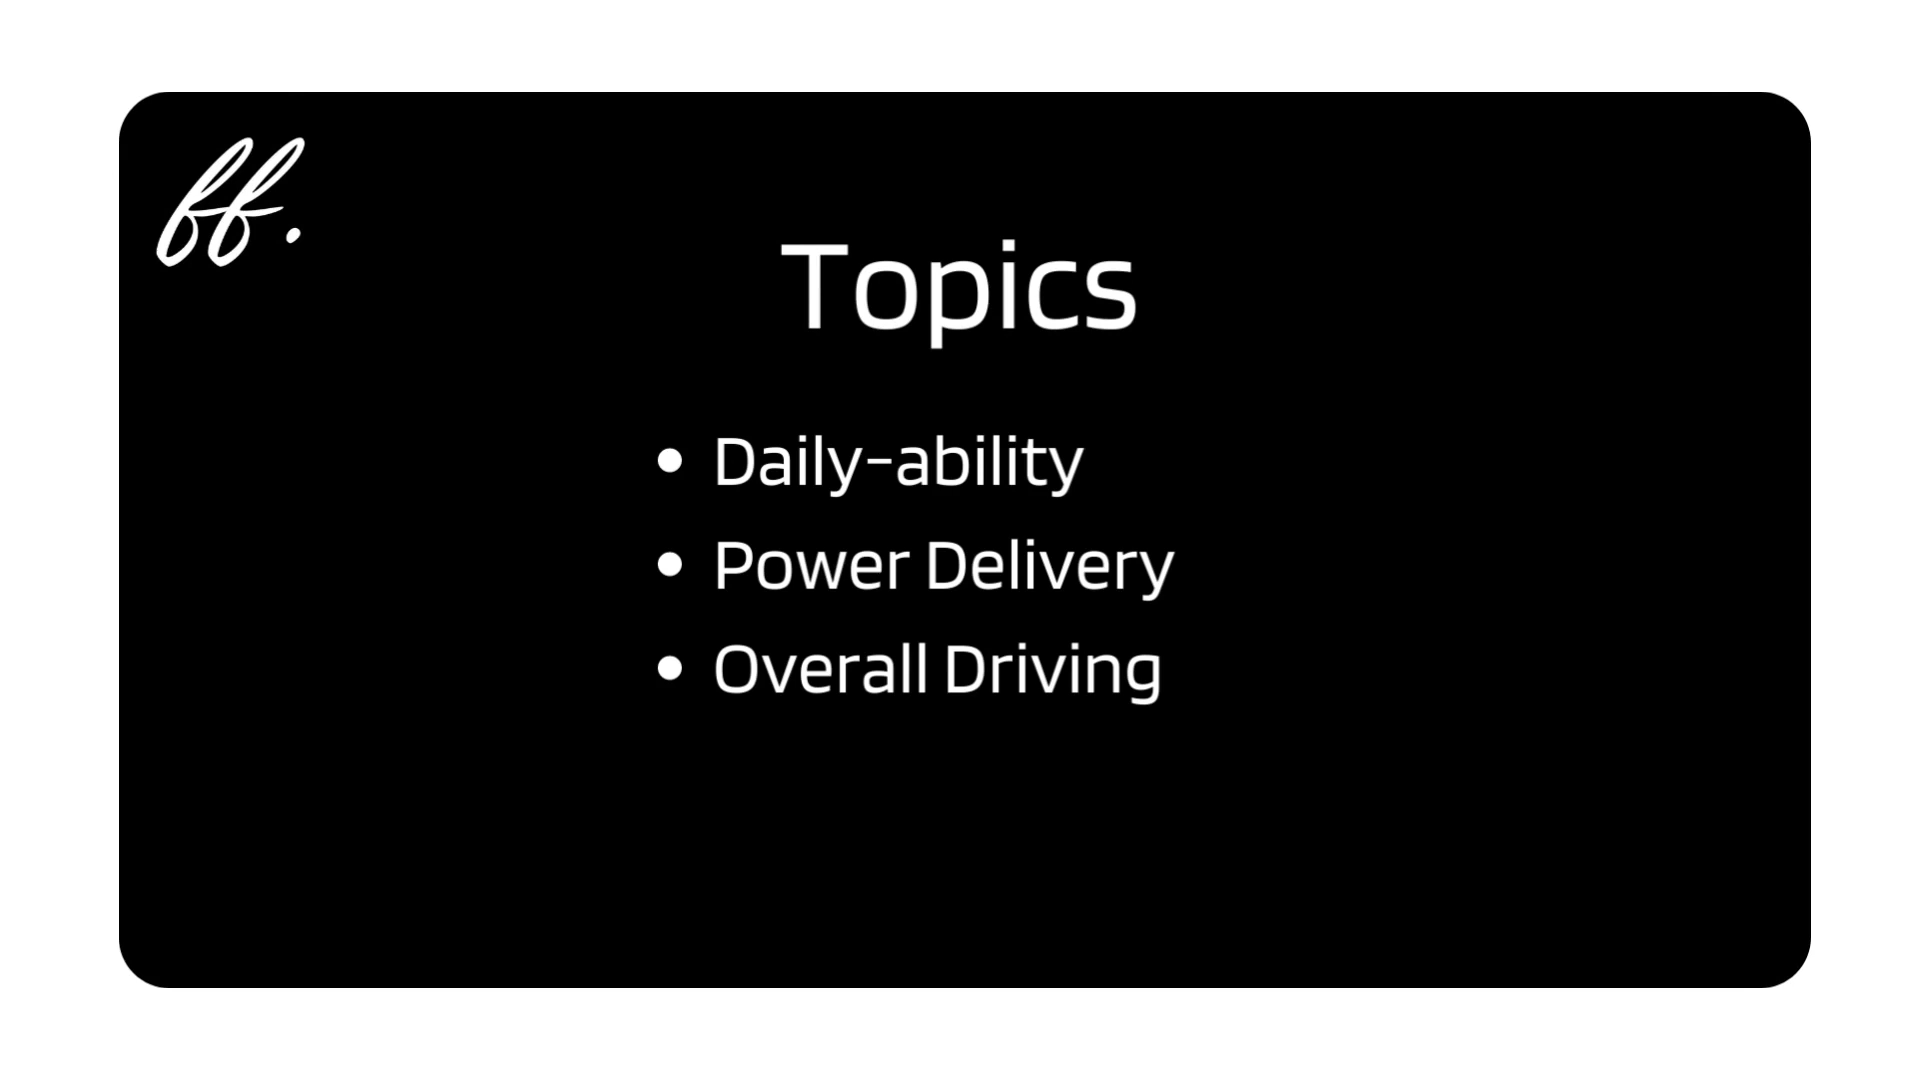 ff.
Topics
• Daily-ability
• Power Delivery
• Overall Driving